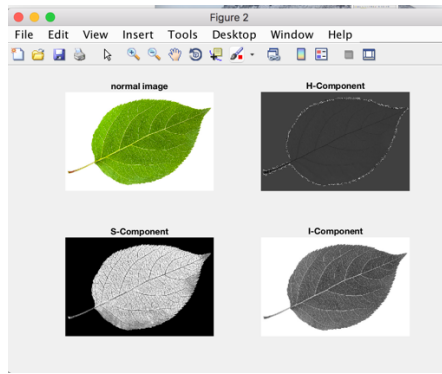 Figure 2
File Edit View Insert Tools Desktop Window Help
normal image
H-Component
S-Component
I-Component